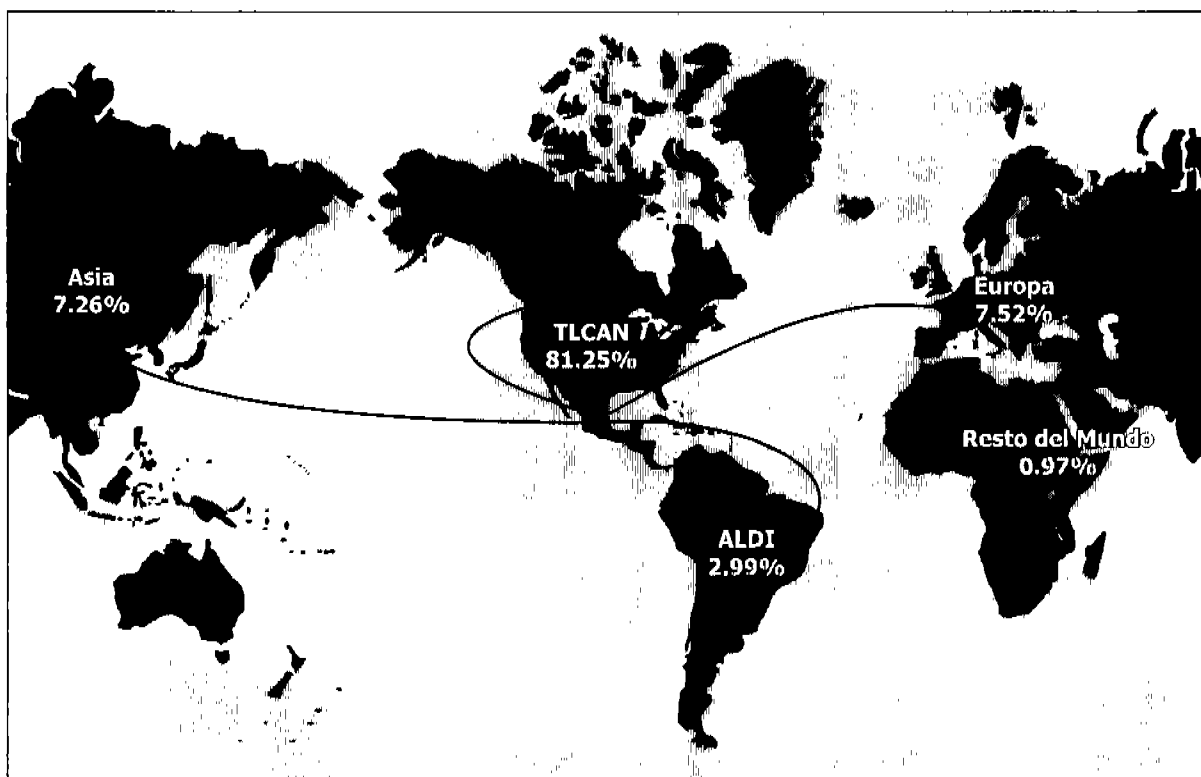 Asia
7.26%
TLCAN
81.25%
Europa
7.52%
Resto del Mundo
0.97%
ALDI
2.99%